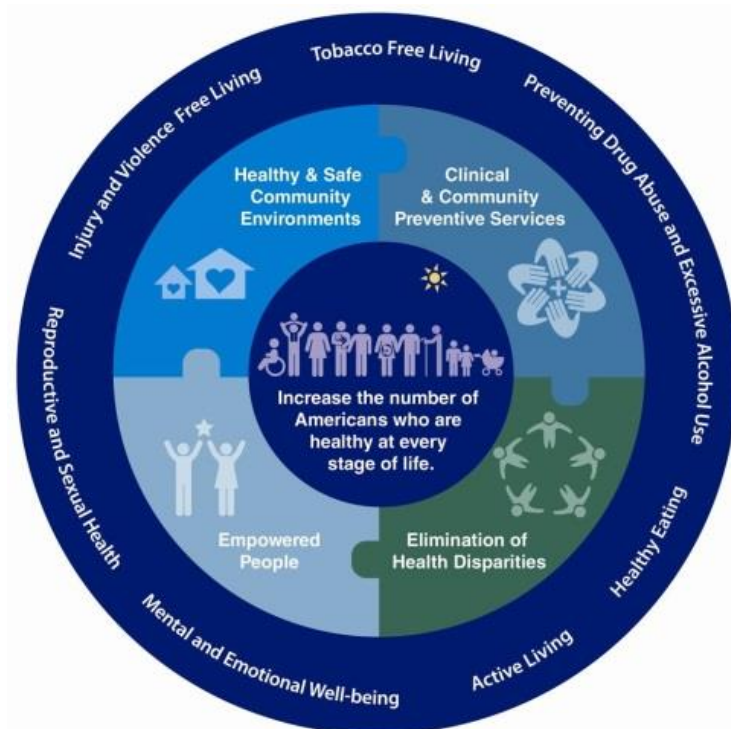 Tobacco Free Living
Preventing Drug Abuse and Excessive Alcohol Use
Healthy Eating
Active Living
Mental and Emotional Well-being
Reproductive and Sexual Health
Injury and Violence Free Living
Healthy & Safe
Community
Environments
Clinical
& Community
Preventive Services
Increase the number of
Americans who are
healthy at every
stage of life.
Empowered
People
Elimination of
Health Disparities